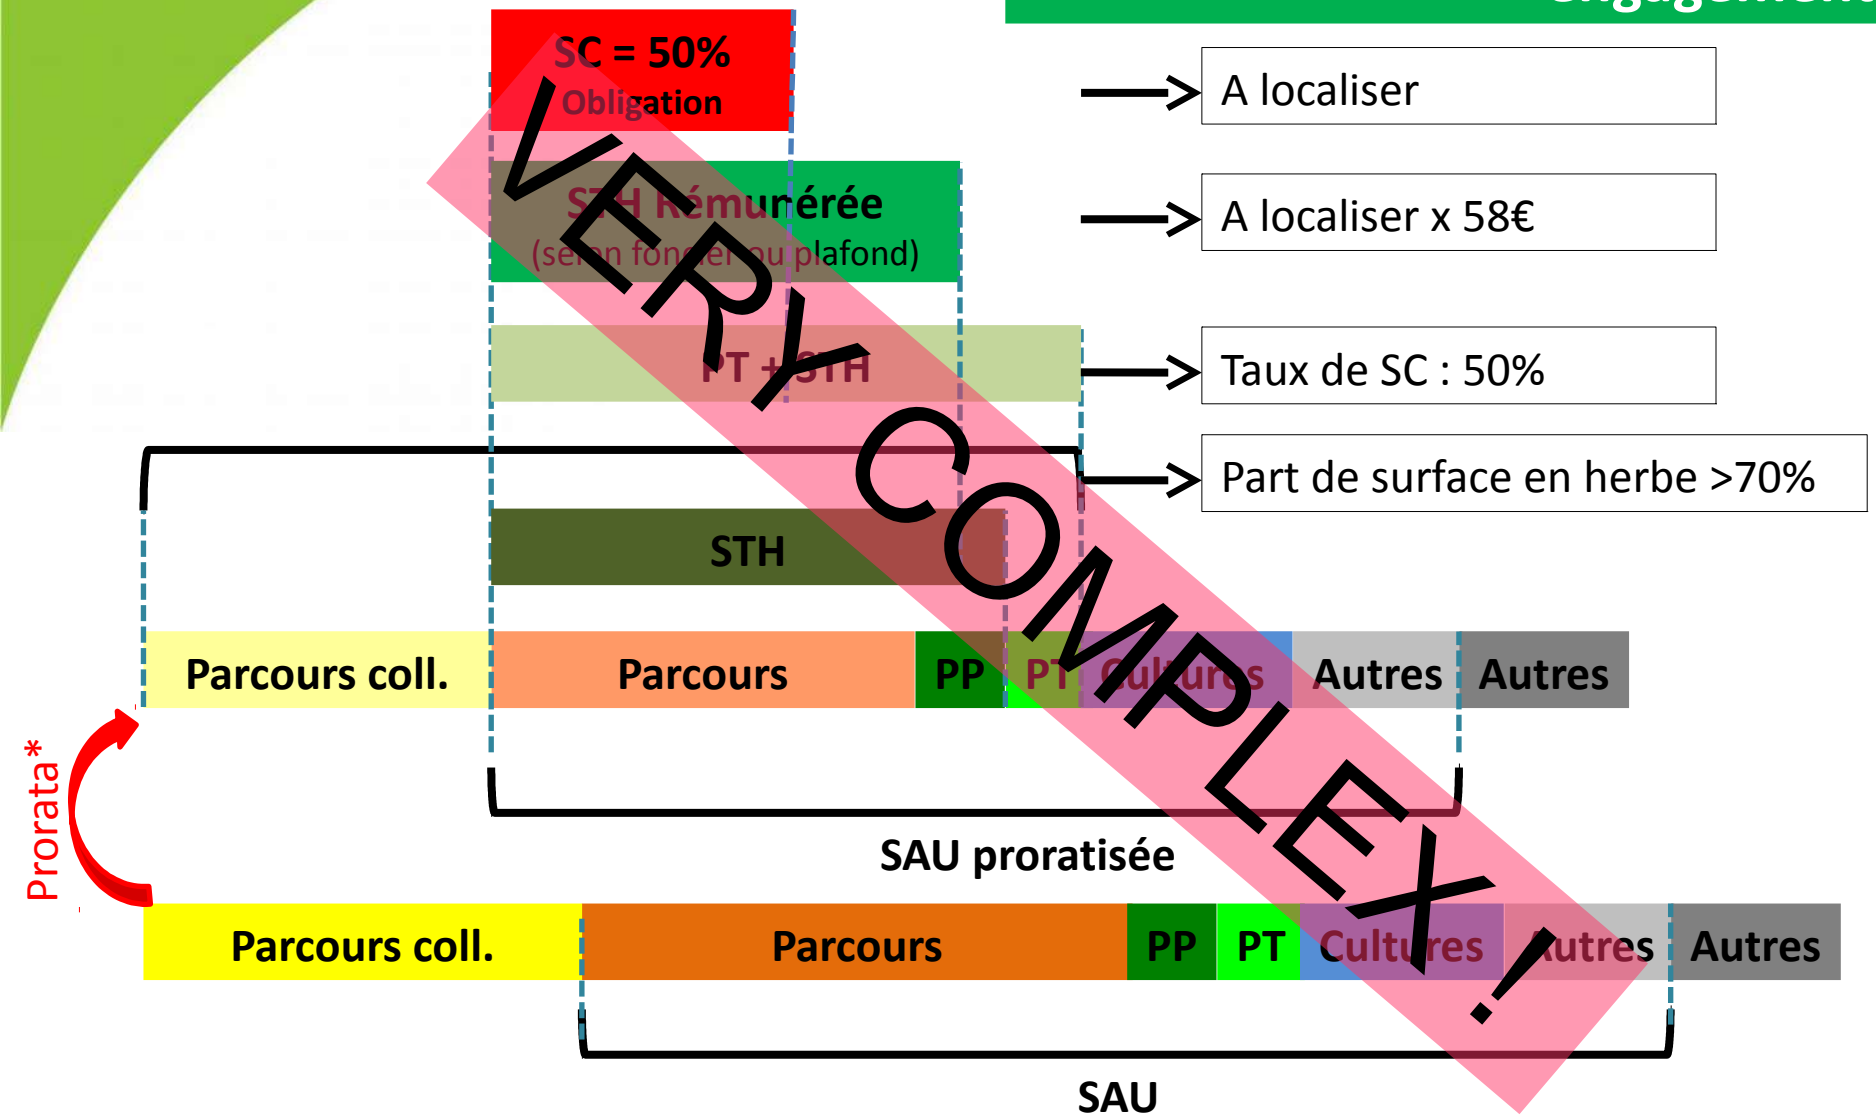 engagement
SC = 50%
Obligation
A localiser
STH Rémunérée
(selon foncier ou plafond)
A localiser x 58€
PT + STH
Taux de SC : 50%
Part de surface en herbe >70%
STH
Parcours coll. Parcours PP PT Cultures Autres Autres
Prorata*
SAU proratisée
Parcours coll. Parcours PP PT Cultures Autres Autres
SAU
VERY COMPLEX !